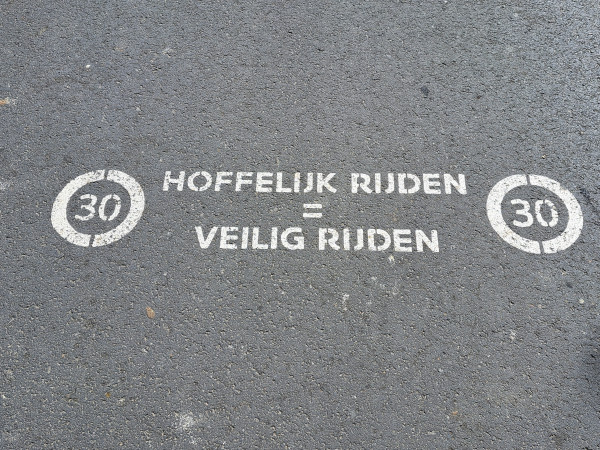 HOFFELIJK RIJDEN
30 = 30
VEILIG RIJDEN